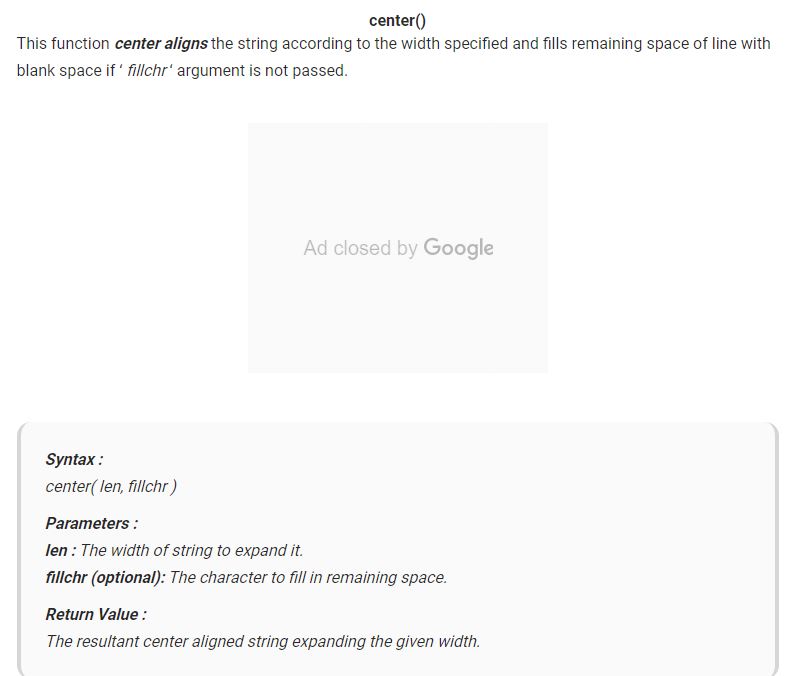 center()
This function center aligns the string according to the width specified and fills remaining space of line with
blank space if ' fillchr' argument is not passed.
Ad closed by Google
Syntax :
center( len, fillchr )
Parameters :
len : The width of string to expand it.
fillchr (optional): The character to fill in remaining space.
Return Value :
The resultant center aligned string expanding the given width.